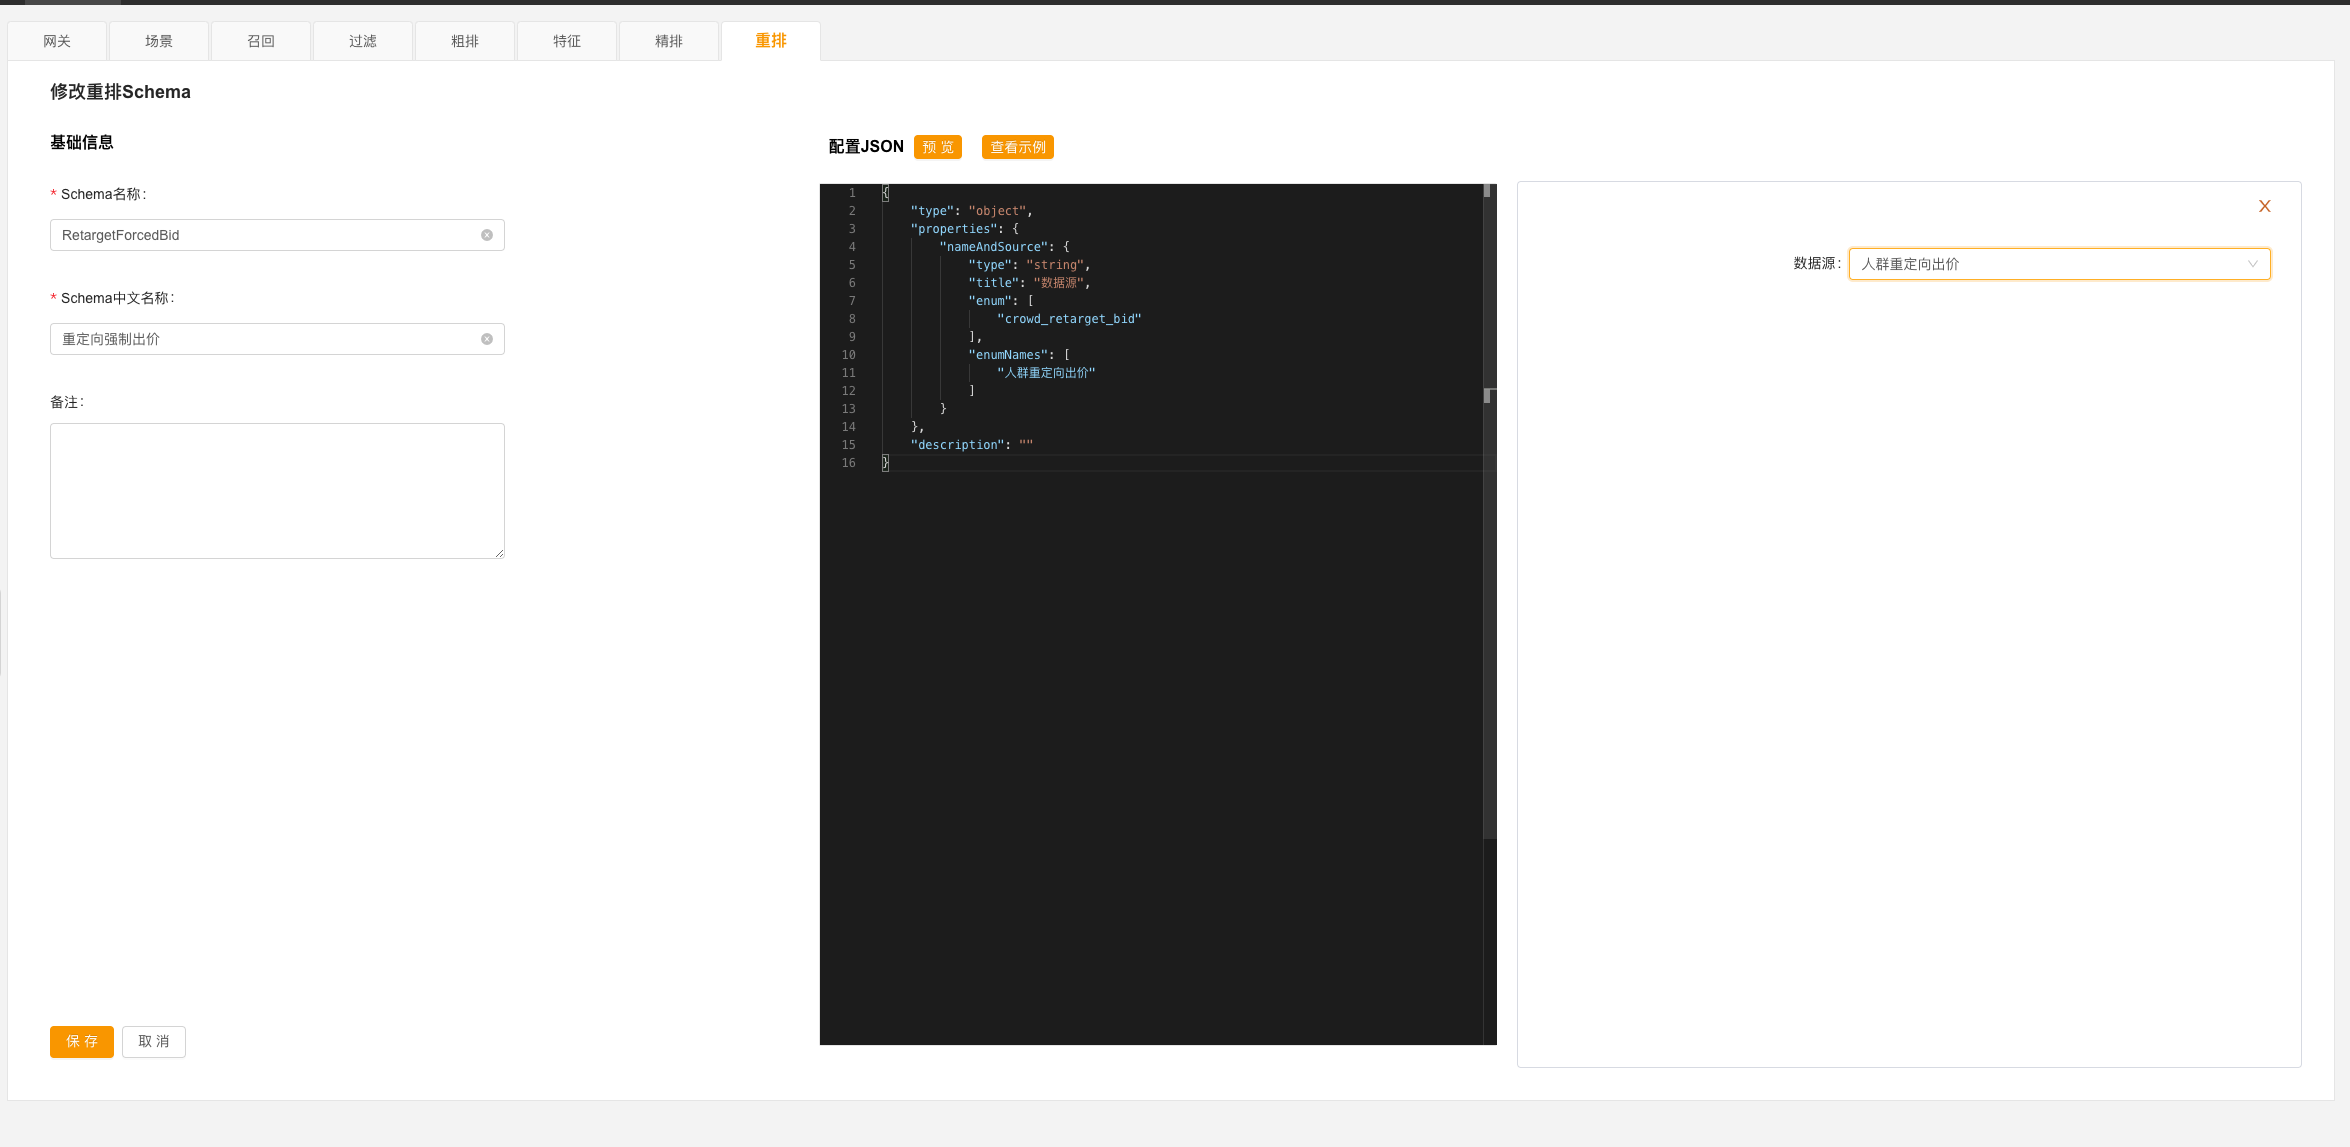 网关 场景 召回 过滤 粗排 特征 精排 重排
修改重排Schema
基础信息
* Schema名称:
RetargetForcedBid
* Schema中文名称:
重定向强制出价
备注:
保 存 取 消
配置JSON 预 览 查看示例
1 {
2 "type": "object",
3 "properties": {
4 "nameAndSource": {
5 "type": "string",
6 "title": "数据源",
7 "enum": [
8 "crowd_retarget_bid"
9 ],
10 "enumNames": [
11 "人群重定向出价"
12 ]
13 }
14 },
15 "description": ""
16 }
X
数据源: 人群重定向出价